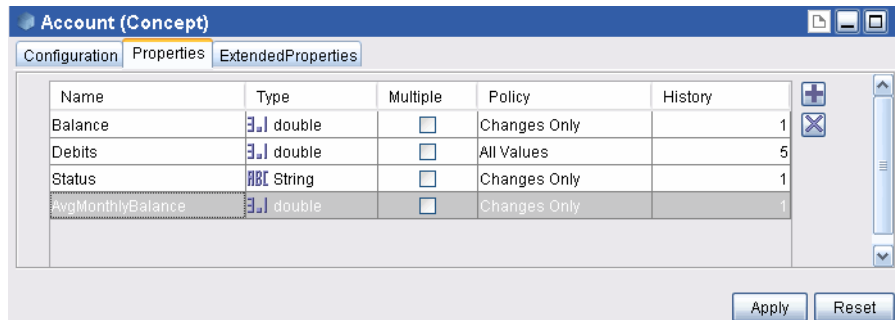 Account (Concept)
Configuration Properties ExtendedProperties
Name Type Multiple Policy History
Balance double Changes Only 1
Debits double All Values 5
Status ABC String Changes Only 1
AvgMonthlyBalance double Changes Only 1
Apply Reset